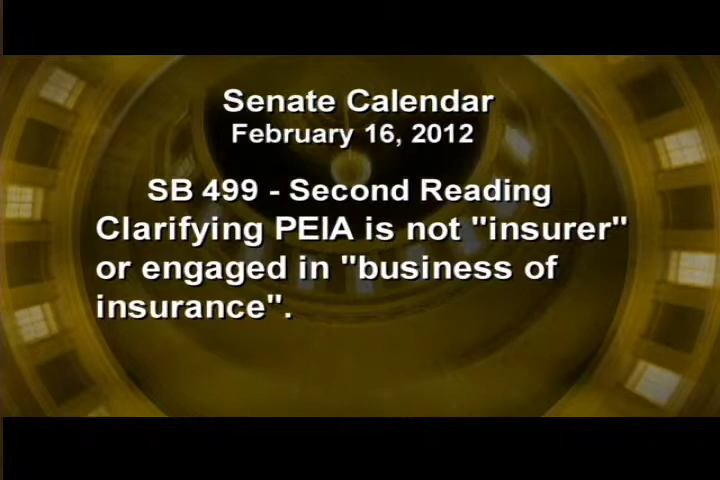 Senate Calendar
February 16, 2012
SB 499 - Second Reading
Clarifying PEIA is not "insurer"
or engaged in "business of
insurance".